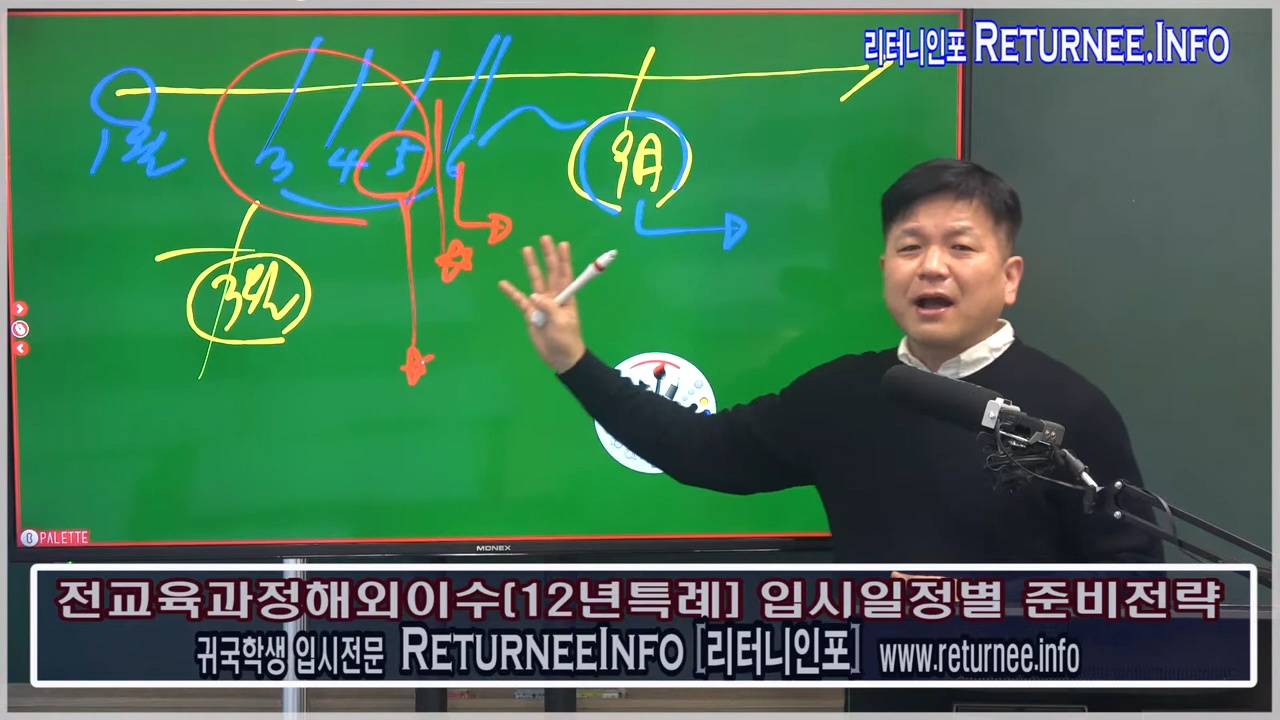 리터니인포 RETURNEE.INFO
1월
3 4 5 6
9월
3월
PALETTE
MONEX
전교육과정해외이수[12년특례] 입시일정별 준비전략
귀국학생 입시전문 RETURNEEINFO [리터니인포] www.returnee.info